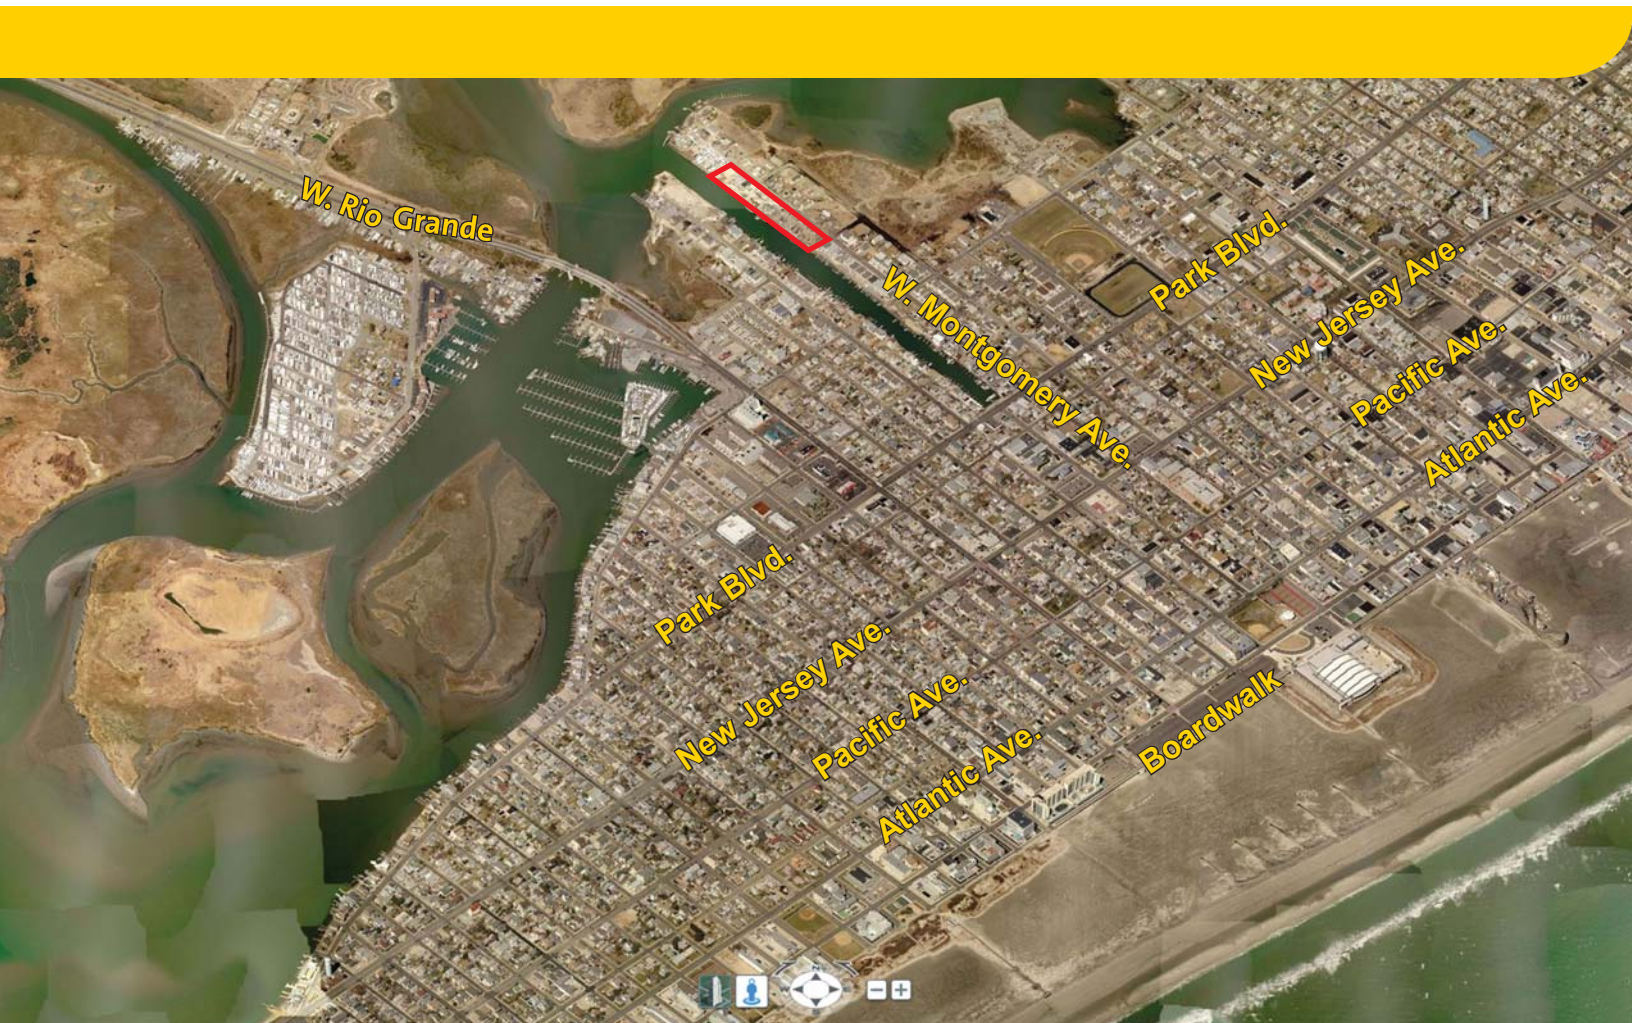 W. Rio Grande
W. Montgomery Ave.
Park Blvd.
New Jersey Ave.
Pacific Ave.
Atlantic Ave.
Park Blvd.
New Jersey Ave.
Pacific Ave.
Atlantic Ave.
Boardwalk
N